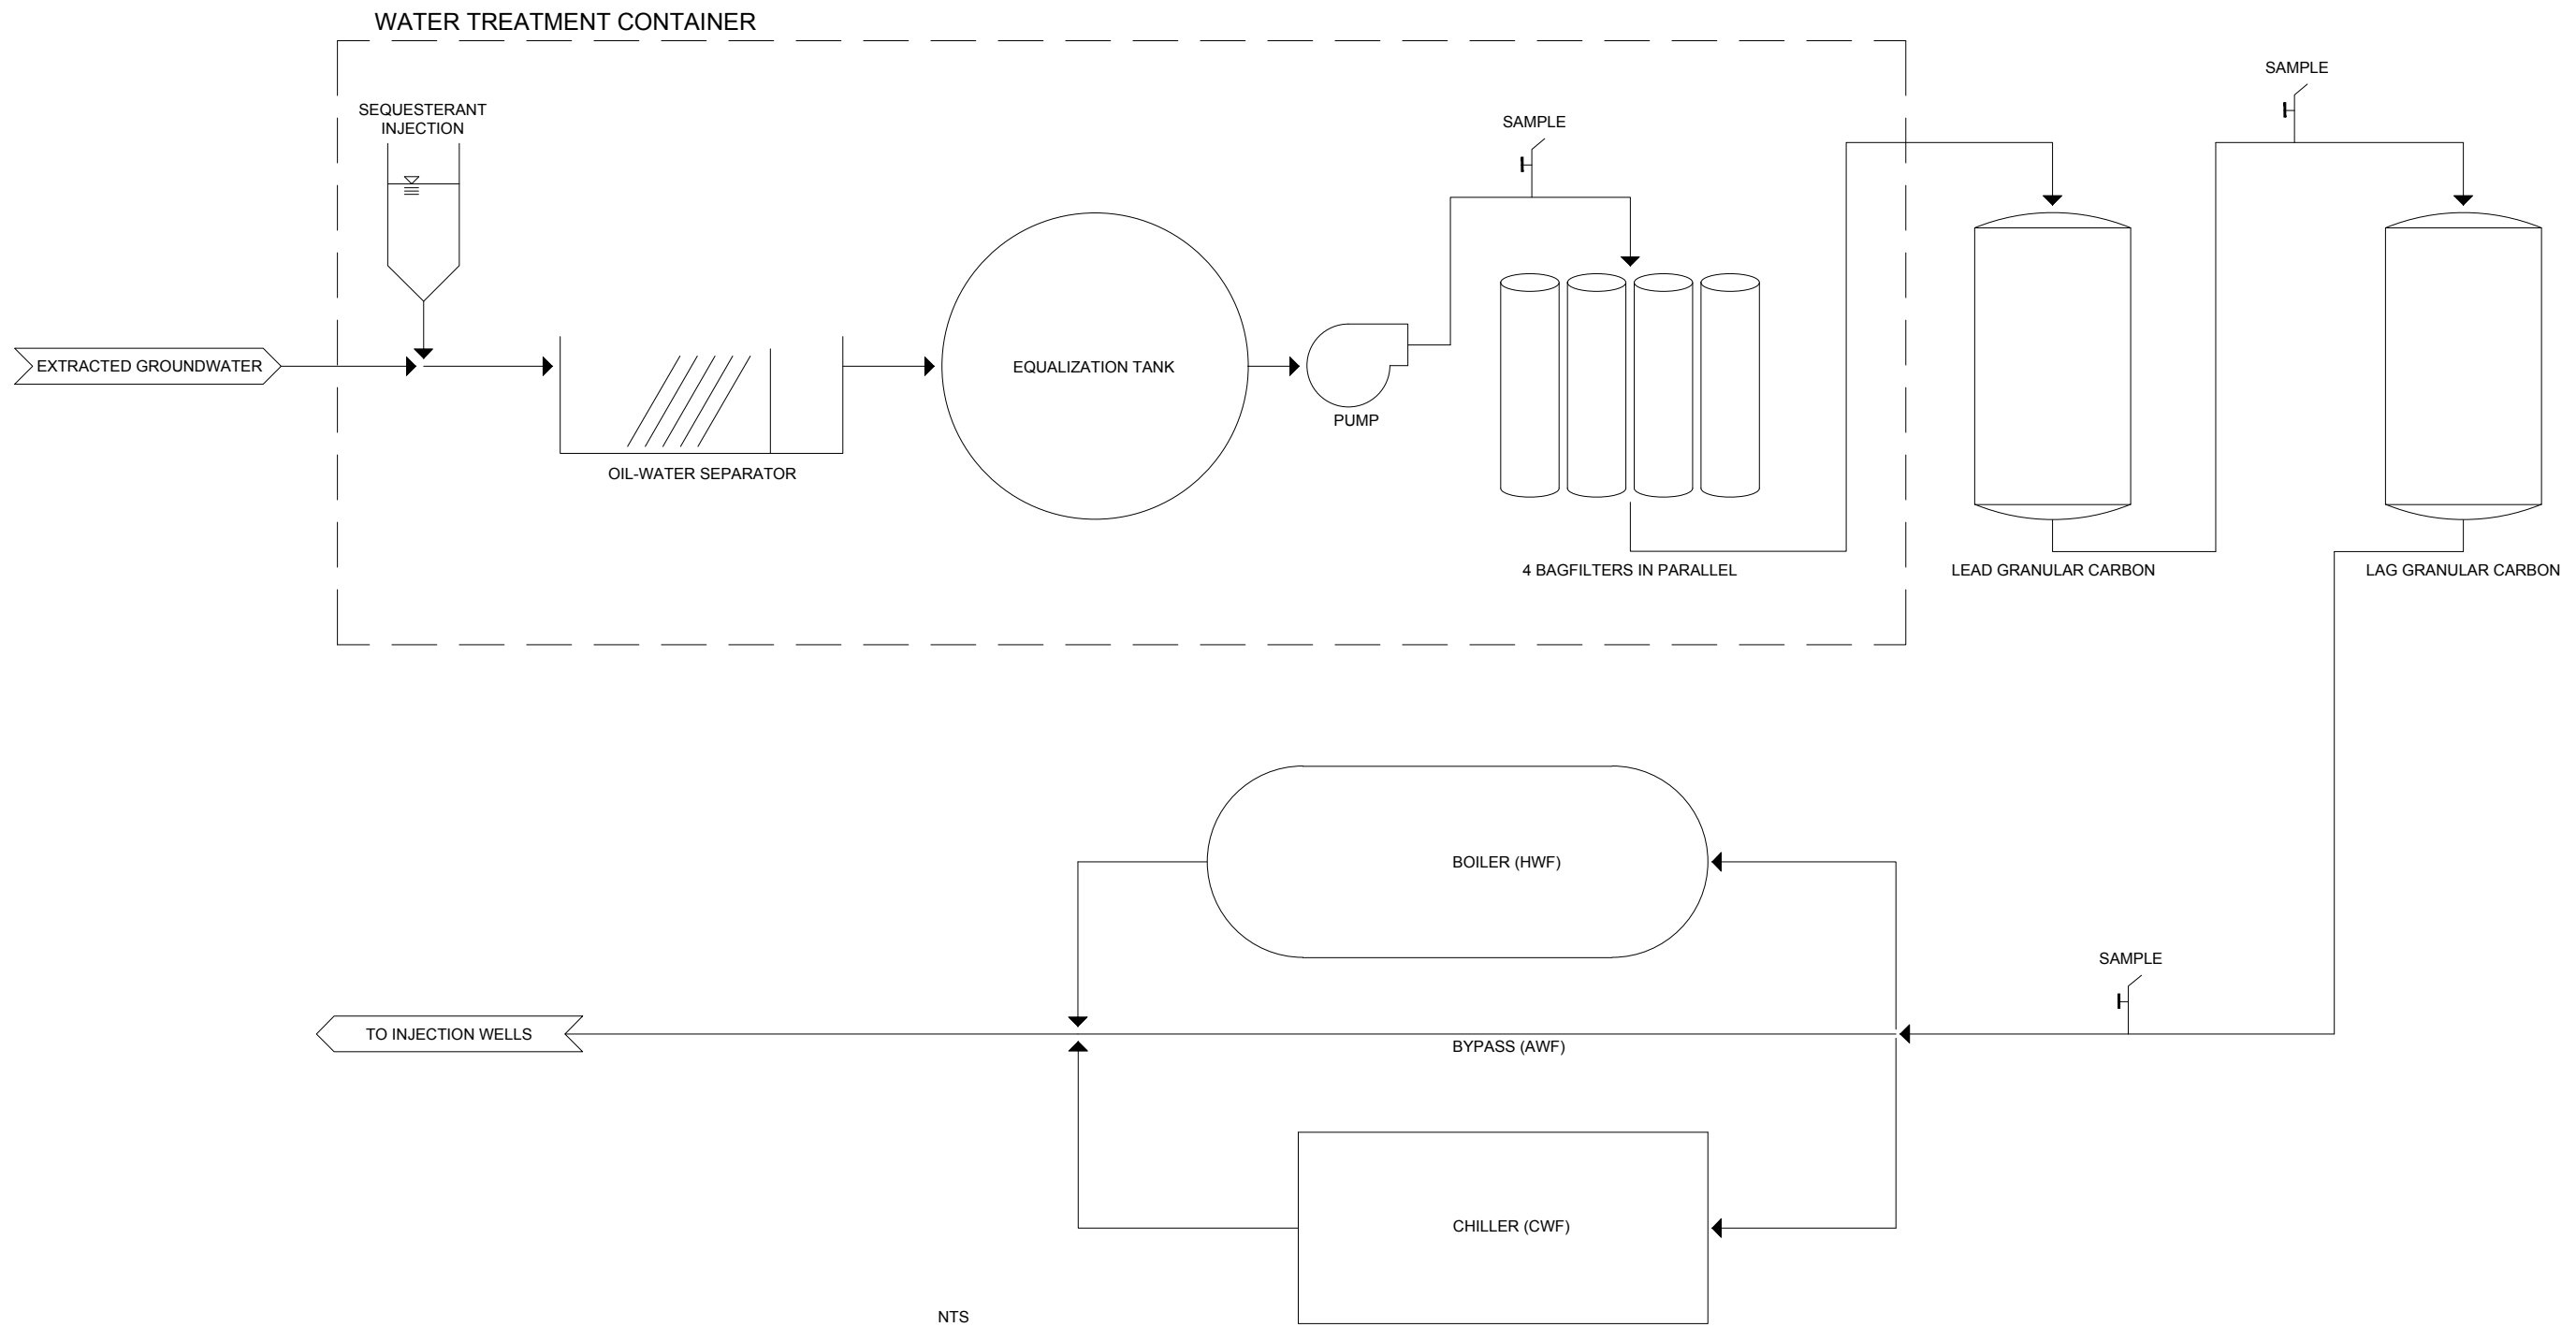 WATER TREATMENT CONTAINER
SAMPLE
SEQUESTERANT
INJECTION
SAMPLE
EXTRACTED GROUNDWATER
EQUALIZATION TANK
PUMP
OIL-WATER SEPARATOR
4 BAGFILTERS IN PARALLEL
LEAD GRANULAR CARBON
LAG GRANULAR CARBON
BOILER (HWF)
SAMPLE
TO INJECTION WELLS
BYPASS (AWF)
CHILLER (CWF)
NTS